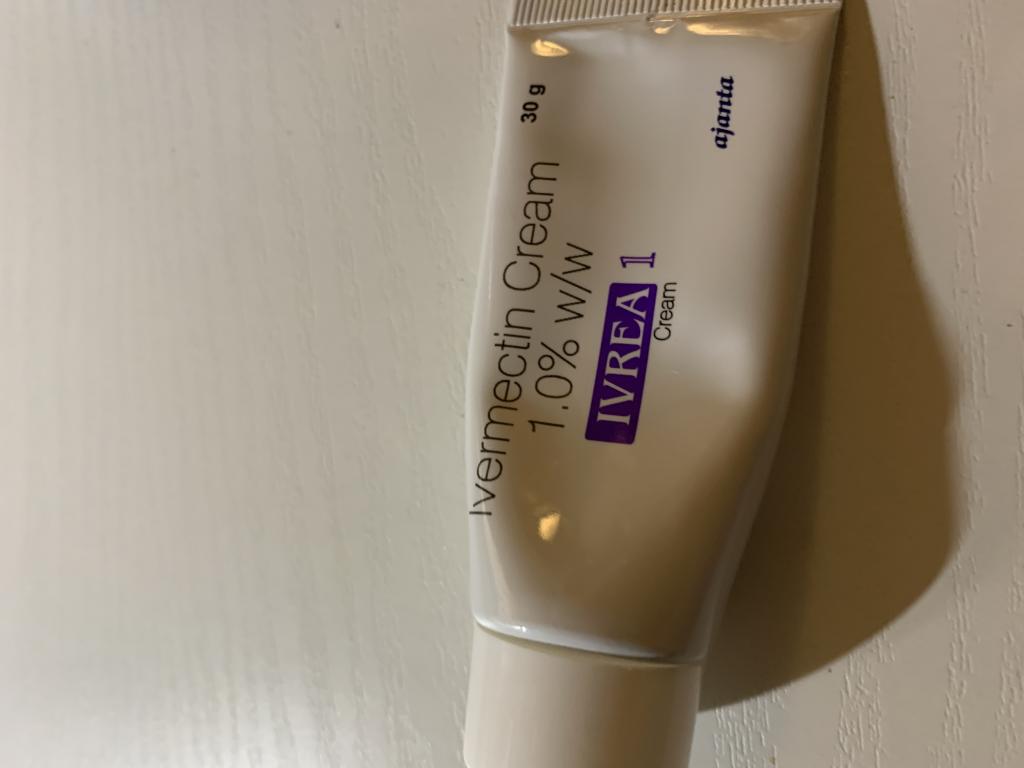 30 g
Ivermectin Cream
1.0% w/w
IVREA 1
Cream
ajanta